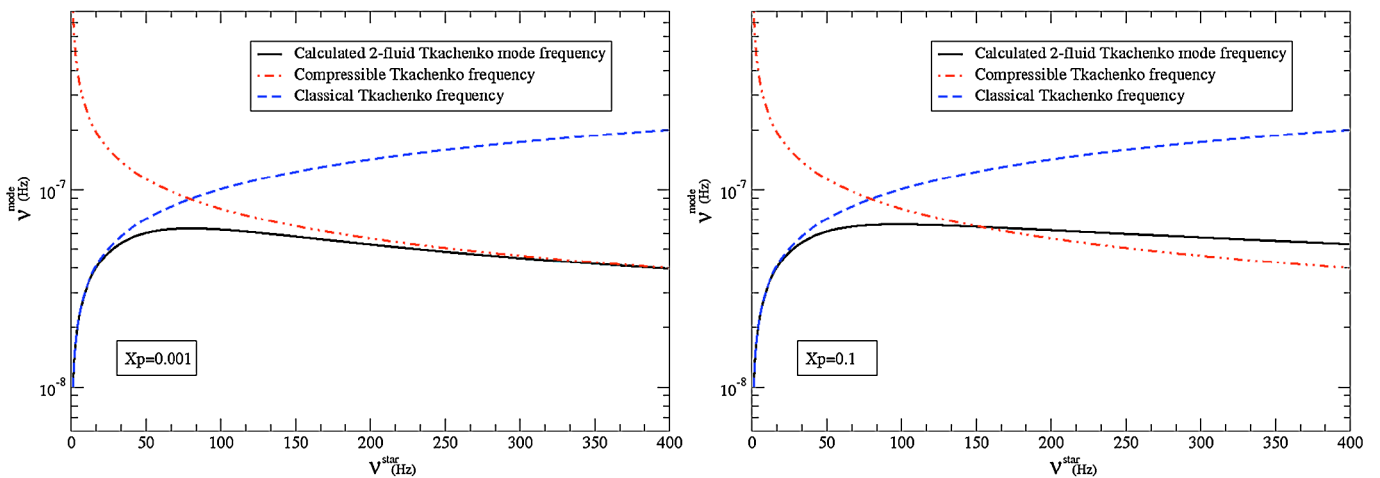 Calculated 2-fluid Tkachenko mode frequency
Compressible Tkachenko frequency
Classical Tkachenko frequency
10⁻⁷
10⁻⁸
ν^mode (Hz)
Xp=0.001
0 50 100 150 200 250 300 350 400
ν^star (Hz)
Calculated 2-fluid Tkachenko mode frequency
Compressible Tkachenko frequency
Classical Tkachenko frequency
10⁻⁷
10⁻⁸
ν^mode (Hz)
Xp=0.1
0 50 100 150 200 250 300 350 400
ν^star (Hz)